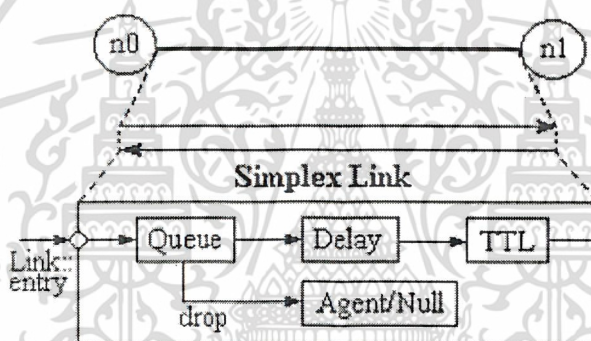 n0
n1
Simplex Link
Queue
Delay
TTL
Link::
entry
drop
Agent/Null